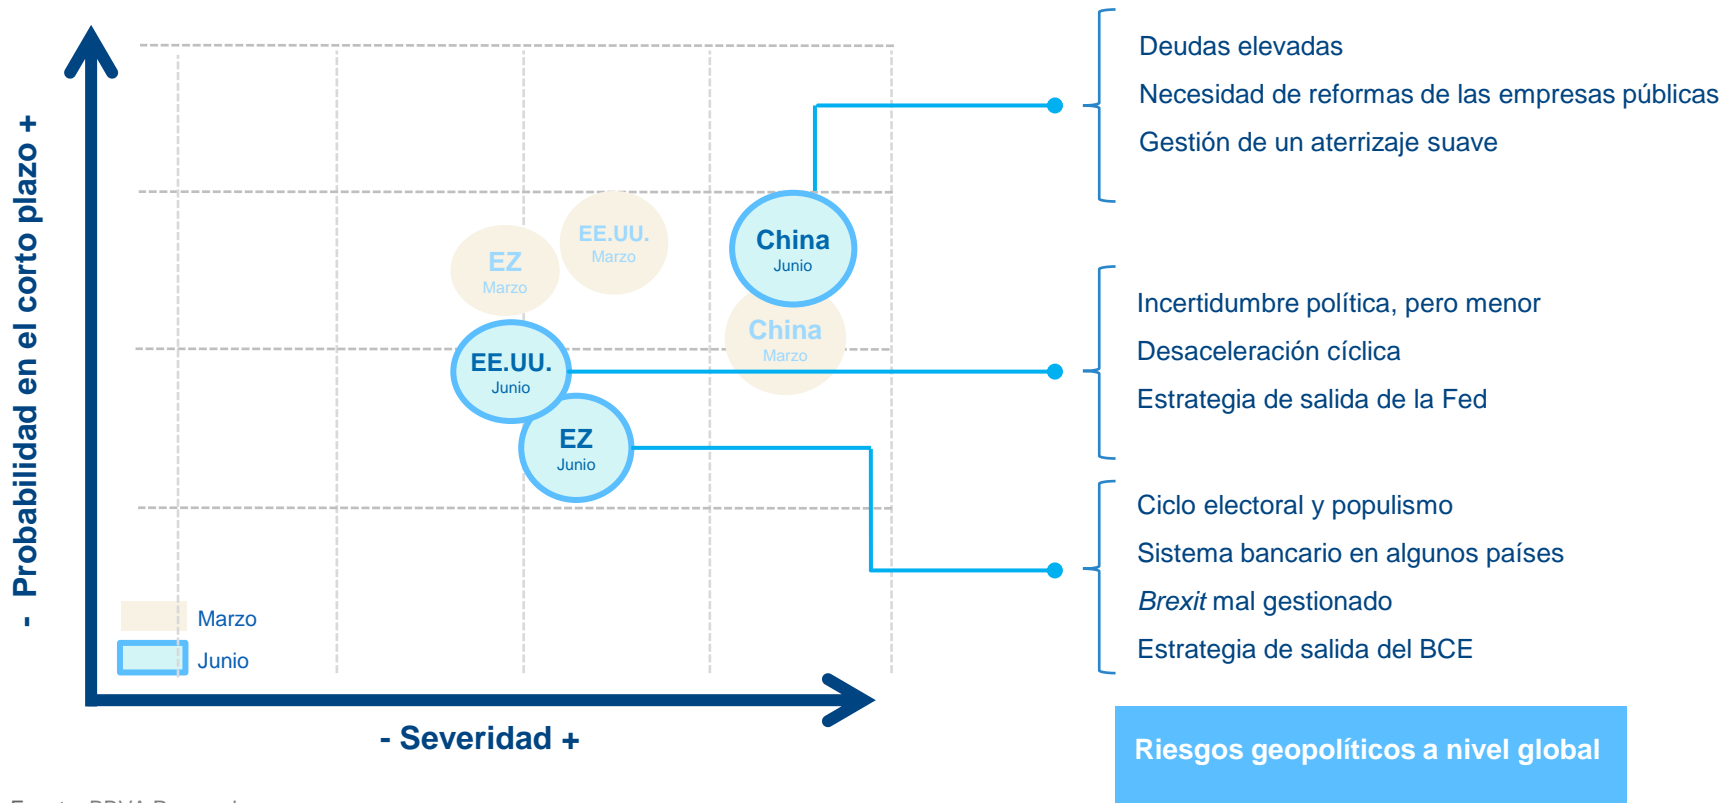 - Probabilidad en el corto plazo +
Deudas elevadas
Necesidad de reformas de las empresas públicas
Gestión de un aterrizaje suave
EE.UU.
Marzo
EZ
Marzo
China
Junio
China
Marzo
EE.UU.
Junio
EZ
Junio
Incertidumbre política, pero menor
Desaceleración cíclica
Estrategia de salida de la Fed
Ciclo electoral y populismo
Sistema bancario en algunos países
Brexit mal gestionado
Estrategia de salida del BCE
Marzo
Junio
- Severidad +
Riesgos geopolíticos a nivel global